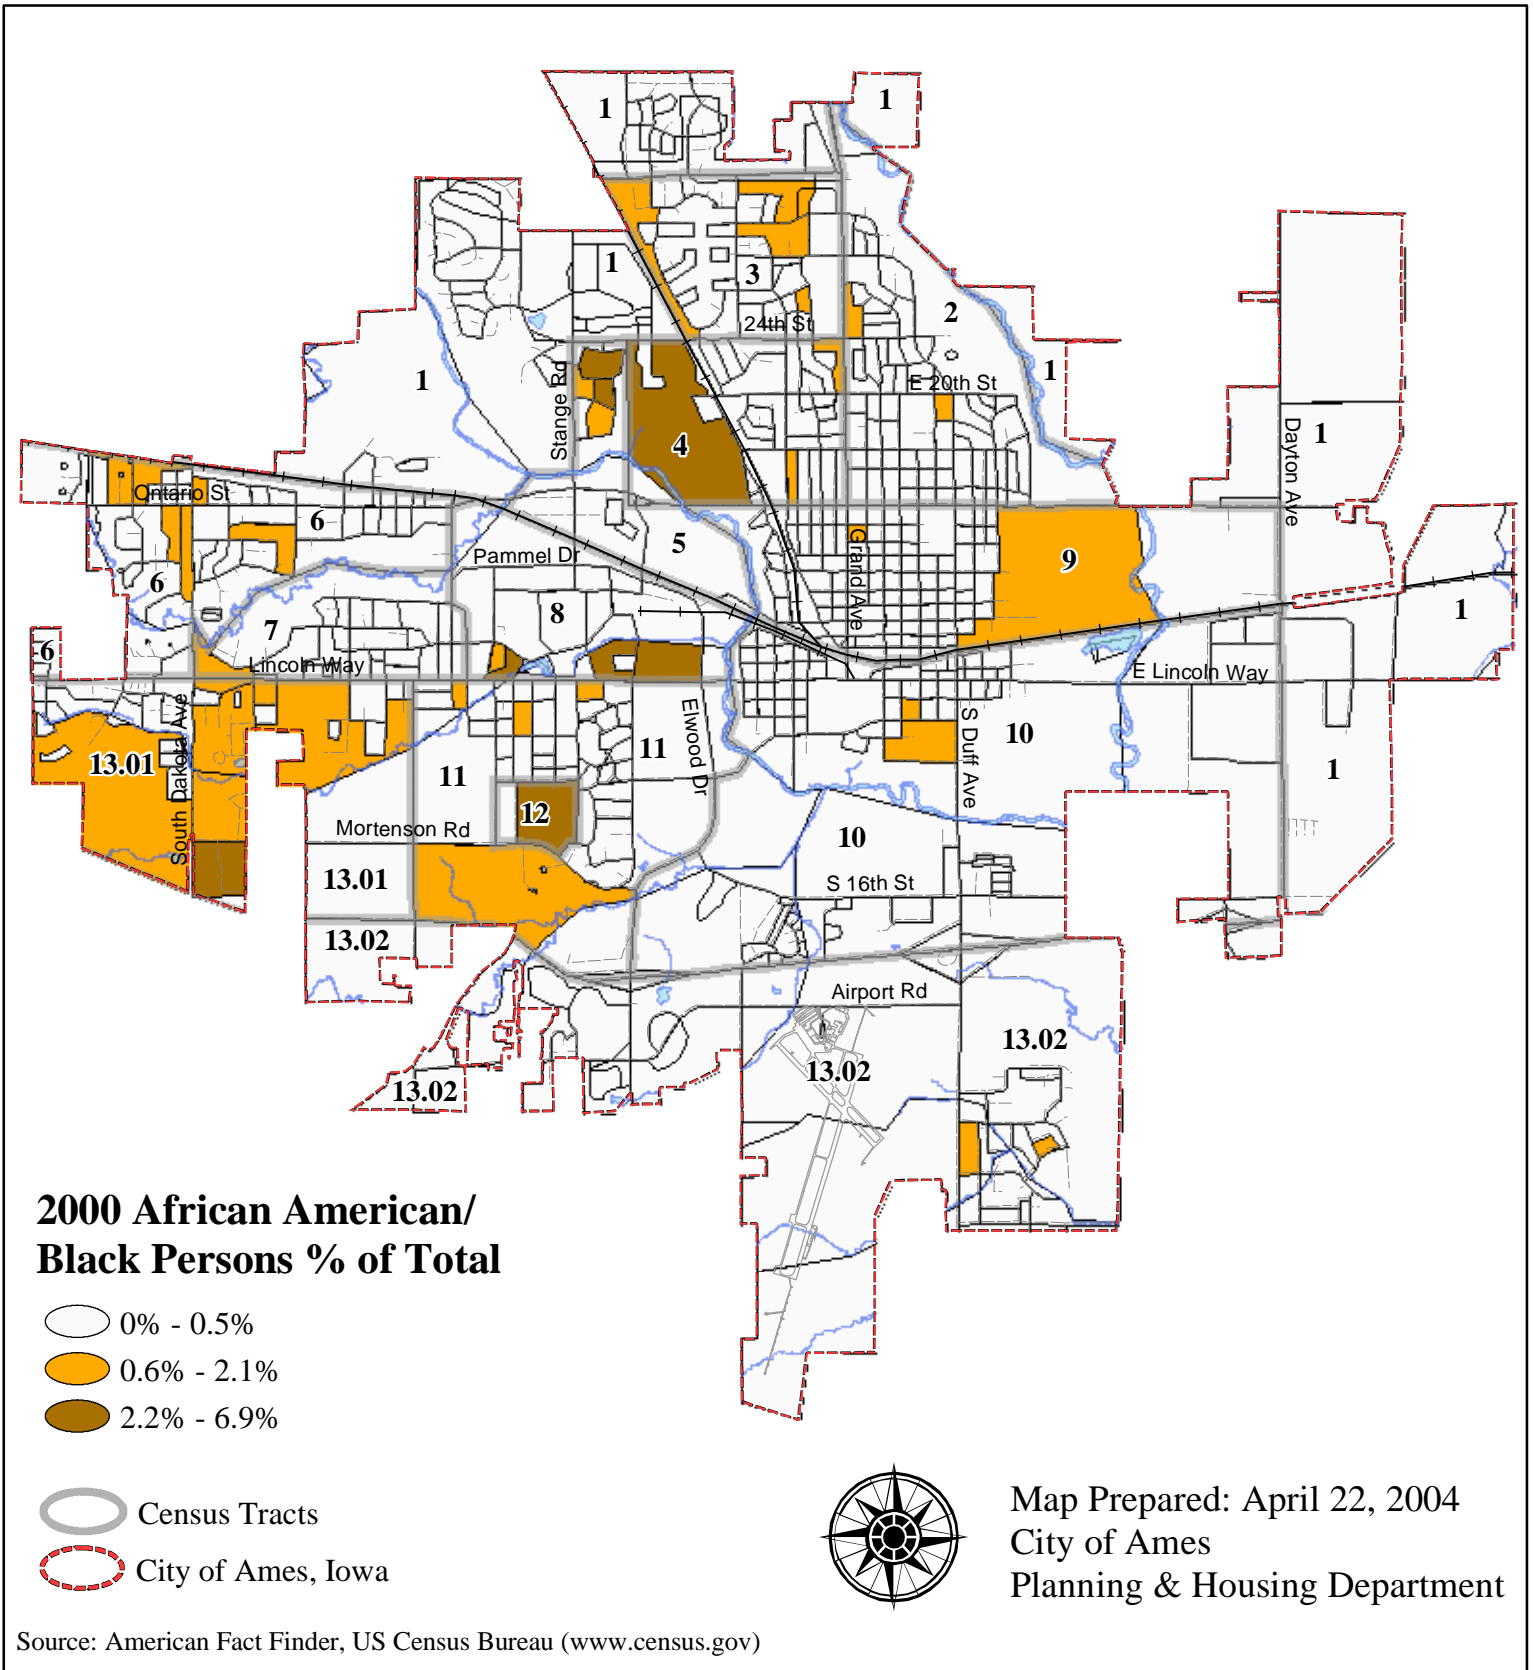 1
1
1
3
24th St
2
1
E 20th St
1
Stange Rd
4
Dayton Ave
1
Ontario St
6
5
Pammel Dr
Grand Ave
9
6
8
1
7
6
Lincoln Way
E Lincoln Way
South Dakota Ave
Elwood Dr
S Duff Ave
10
13.01
11
11
1
12
Mortenson Rd
10
13.01
S 16th St
13.02
Airport Rd
13.02
13.02
13.02
2000 African American/
Black Persons % of Total
0% - 0.5%
0.6% - 2.1%
2.2% - 6.9%
Census Tracts
City of Ames, Iowa
Map Prepared: April 22, 2004
City of Ames
Planning & Housing Department
Source: American Fact Finder, US Census Bureau (www.census.gov)